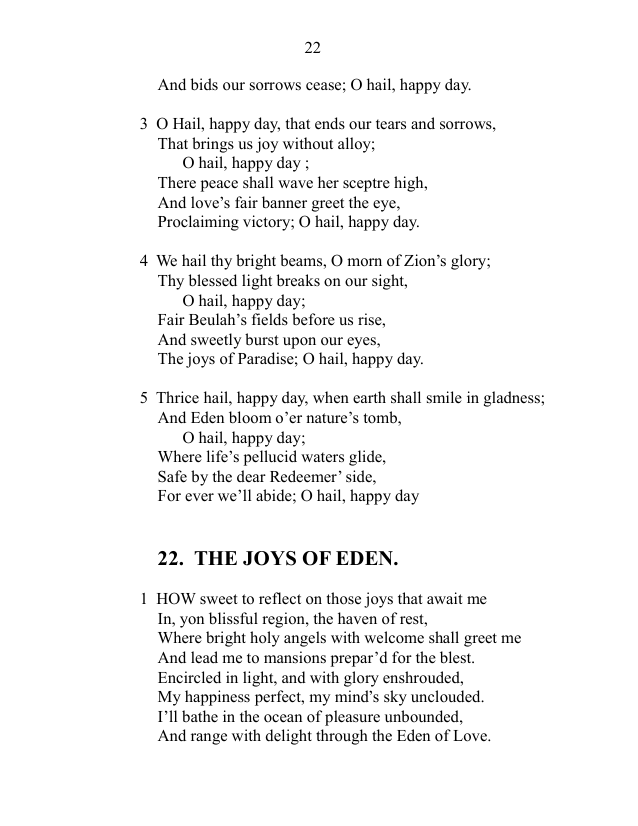 22
And bids our sorrows cease; O hail, happy day.
3 O Hail, happy day, that ends our tears and sorrows,
That brings us joy without alloy;
O hail, happy day ;
There peace shall wave her sceptre high,
And love's fair banner greet the eye,
Proclaiming victory; O hail, happy day.
4 We hail thy bright beams, O morn of Zion's glory;
Thy blessed light breaks on our sight,
O hail, happy day;
Fair Beulah's fields before us rise,
And sweetly burst upon our eyes,
The joys of Paradise; O hail, happy day.
5 Thrice hail, happy day, when earth shall smile in gladness;
And Eden bloom o'er nature's tomb,
O hail, happy day;
Where life's pellucid waters glide,
Safe by the dear Redeemer' side,
For ever we'll abide; O hail, happy day
22. THE JOYS OF EDEN.
1 HOW sweet to reflect on those joys that await me
In, yon blissful region, the haven of rest,
Where bright holy angels with welcome shall greet me
And lead me to mansions prepar'd for the blest.
Encircled in light, and with glory enshrouded,
My happiness perfect, my mind's sky unclouded.
I'll bathe in the ocean of pleasure unbounded,
And range with delight through the Eden of Love.